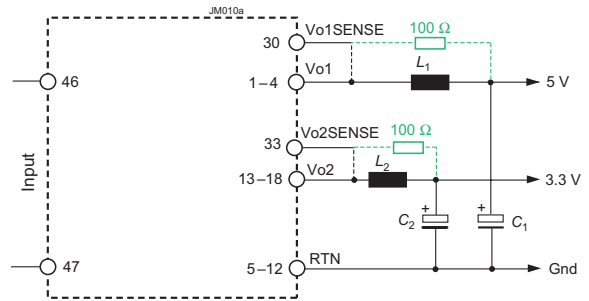 JM010a
30 Vo1SENSE 100 Ω
L1
46 1–4 Vo1 5 V
33 Vo2SENSE 100 Ω
L2
Input 13–18 Vo2 3.3 V
+ +
C2 C1
47 5–12 RTN Gnd